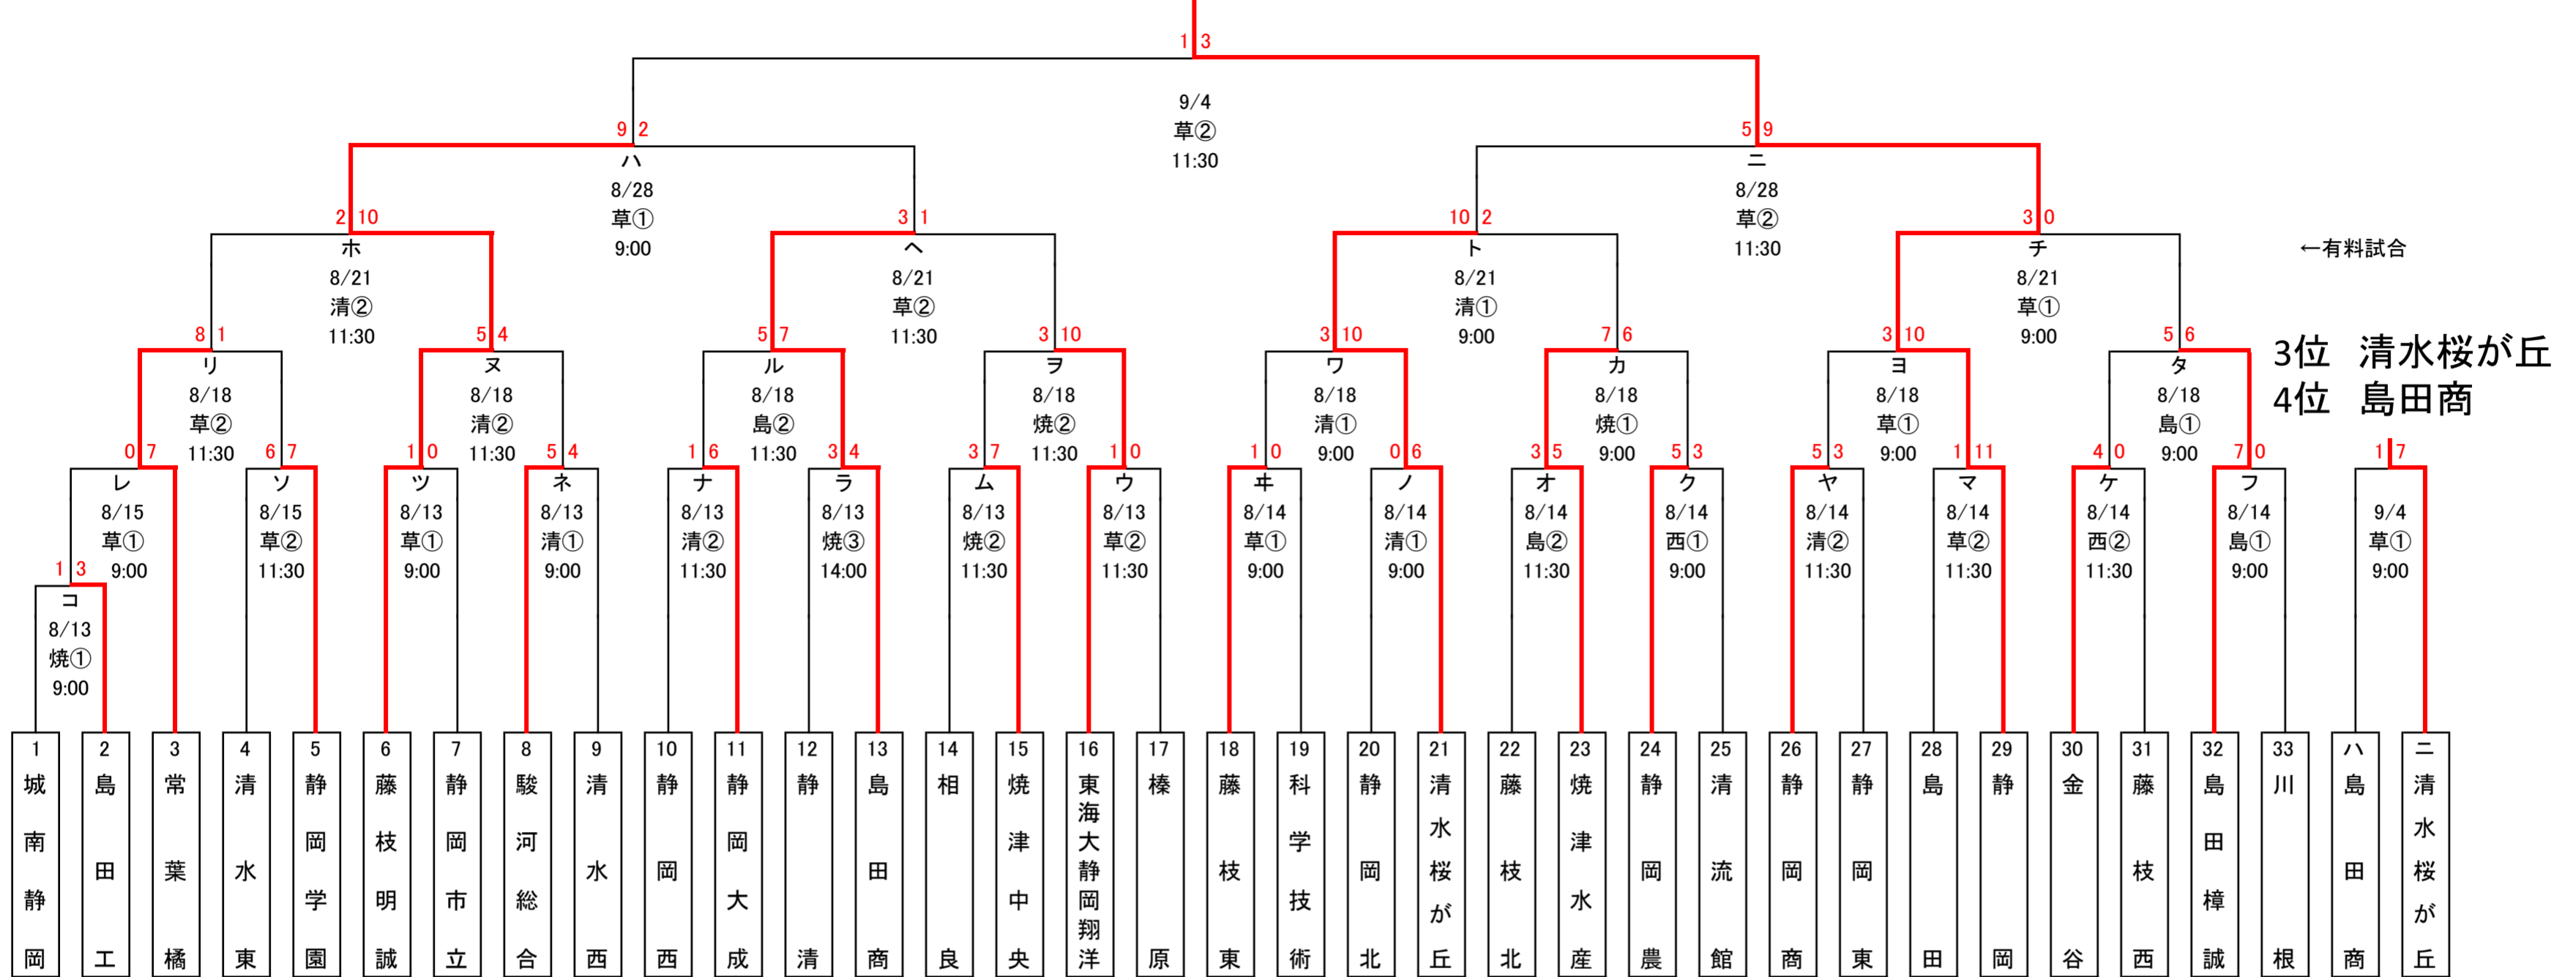 1 3
9/4
草②
11:30
9 2
5 9
ハ
8/28
草①
9:00
ニ
8/28
草②
11:30
2 10
3 1
10 2
3 0
ホ
8/21
清②
11:30
ヘ
8/21
草②
11:30
ト
8/21
清①
9:00
チ
8/21
草①
9:00
←有料試合
8 1
5 4
5 7
3 10
3 10
7 6
3 10
5 6
リ
8/18
草②
11:30
ヌ
8/18
清②
11:30
ル
8/18
島②
11:30
ヲ
8/18
焼②
11:30
ワ
8/18
清①
9:00
カ
8/18
焼①
9:00
ヨ
8/18
草①
9:00
タ
8/18
島①
9:00
3位 清水桜が丘
4位 島田商
0 7
6 7
1 0
5 4
1 6
3 4
3 7
1 0
1 0
0 6
3 5
5 3
5 3
1 11
4 0
7 0
1 7
レ
8/15
草①
9:00
ソ
8/15
草②
11:30
ツ
8/13
草①
9:00
ネ
8/13
清①
9:00
ナ
8/13
清②
11:30
ラ
8/13
焼③
14:00
ム
8/13
焼②
11:30
ウ
8/13
草②
11:30
ヰ
8/14
草①
9:00
ノ
8/14
清①
9:00
オ
8/14
島②
11:30
ク
8/14
西①
9:00
ヤ
8/14
清②
11:30
マ
8/14
草②
11:30
ケ
8/14
西②
11:30
フ
8/14
島①
9:00
9/4
草①
9:00
1 3
コ
8/13
焼①
9:00
1 城南静岡
2 島田工
3 常葉橘
4 清水東
5 静岡学園
6 藤枝明誠
7 静岡市立
8 駿河総合
9 清水西
10 静岡西
11 静岡大成
12 静清
13 島田商
14 相良
15 焼津中央
16 東海大静岡翔洋
17 榛原
18 藤枝東
19 科学技術
20 静岡北
21 清水桜が丘
22 藤枝北
23 焼津水産
24 静岡農
25 清流館
26 静岡商
27 静岡東
28 島田
29 静岡
30 金谷
31 藤枝西
32 島田樟誠
33 川根
ハ 島田商
ニ 清水桜が丘